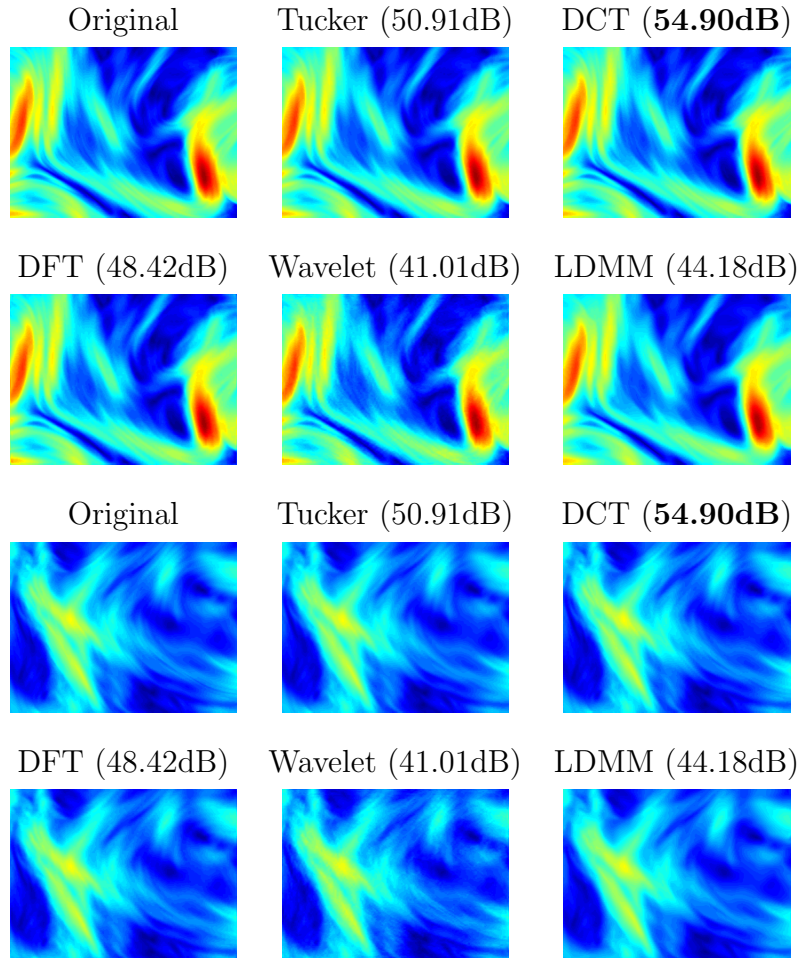 Original Tucker (50.91dB) DCT (54.90dB)
DFT (48.42dB) Wavelet (41.01dB) LDMM (44.18dB)
Original Tucker (50.91dB) DCT (54.90dB)
DFT (48.42dB) Wavelet (41.01dB) LDMM (44.18dB)